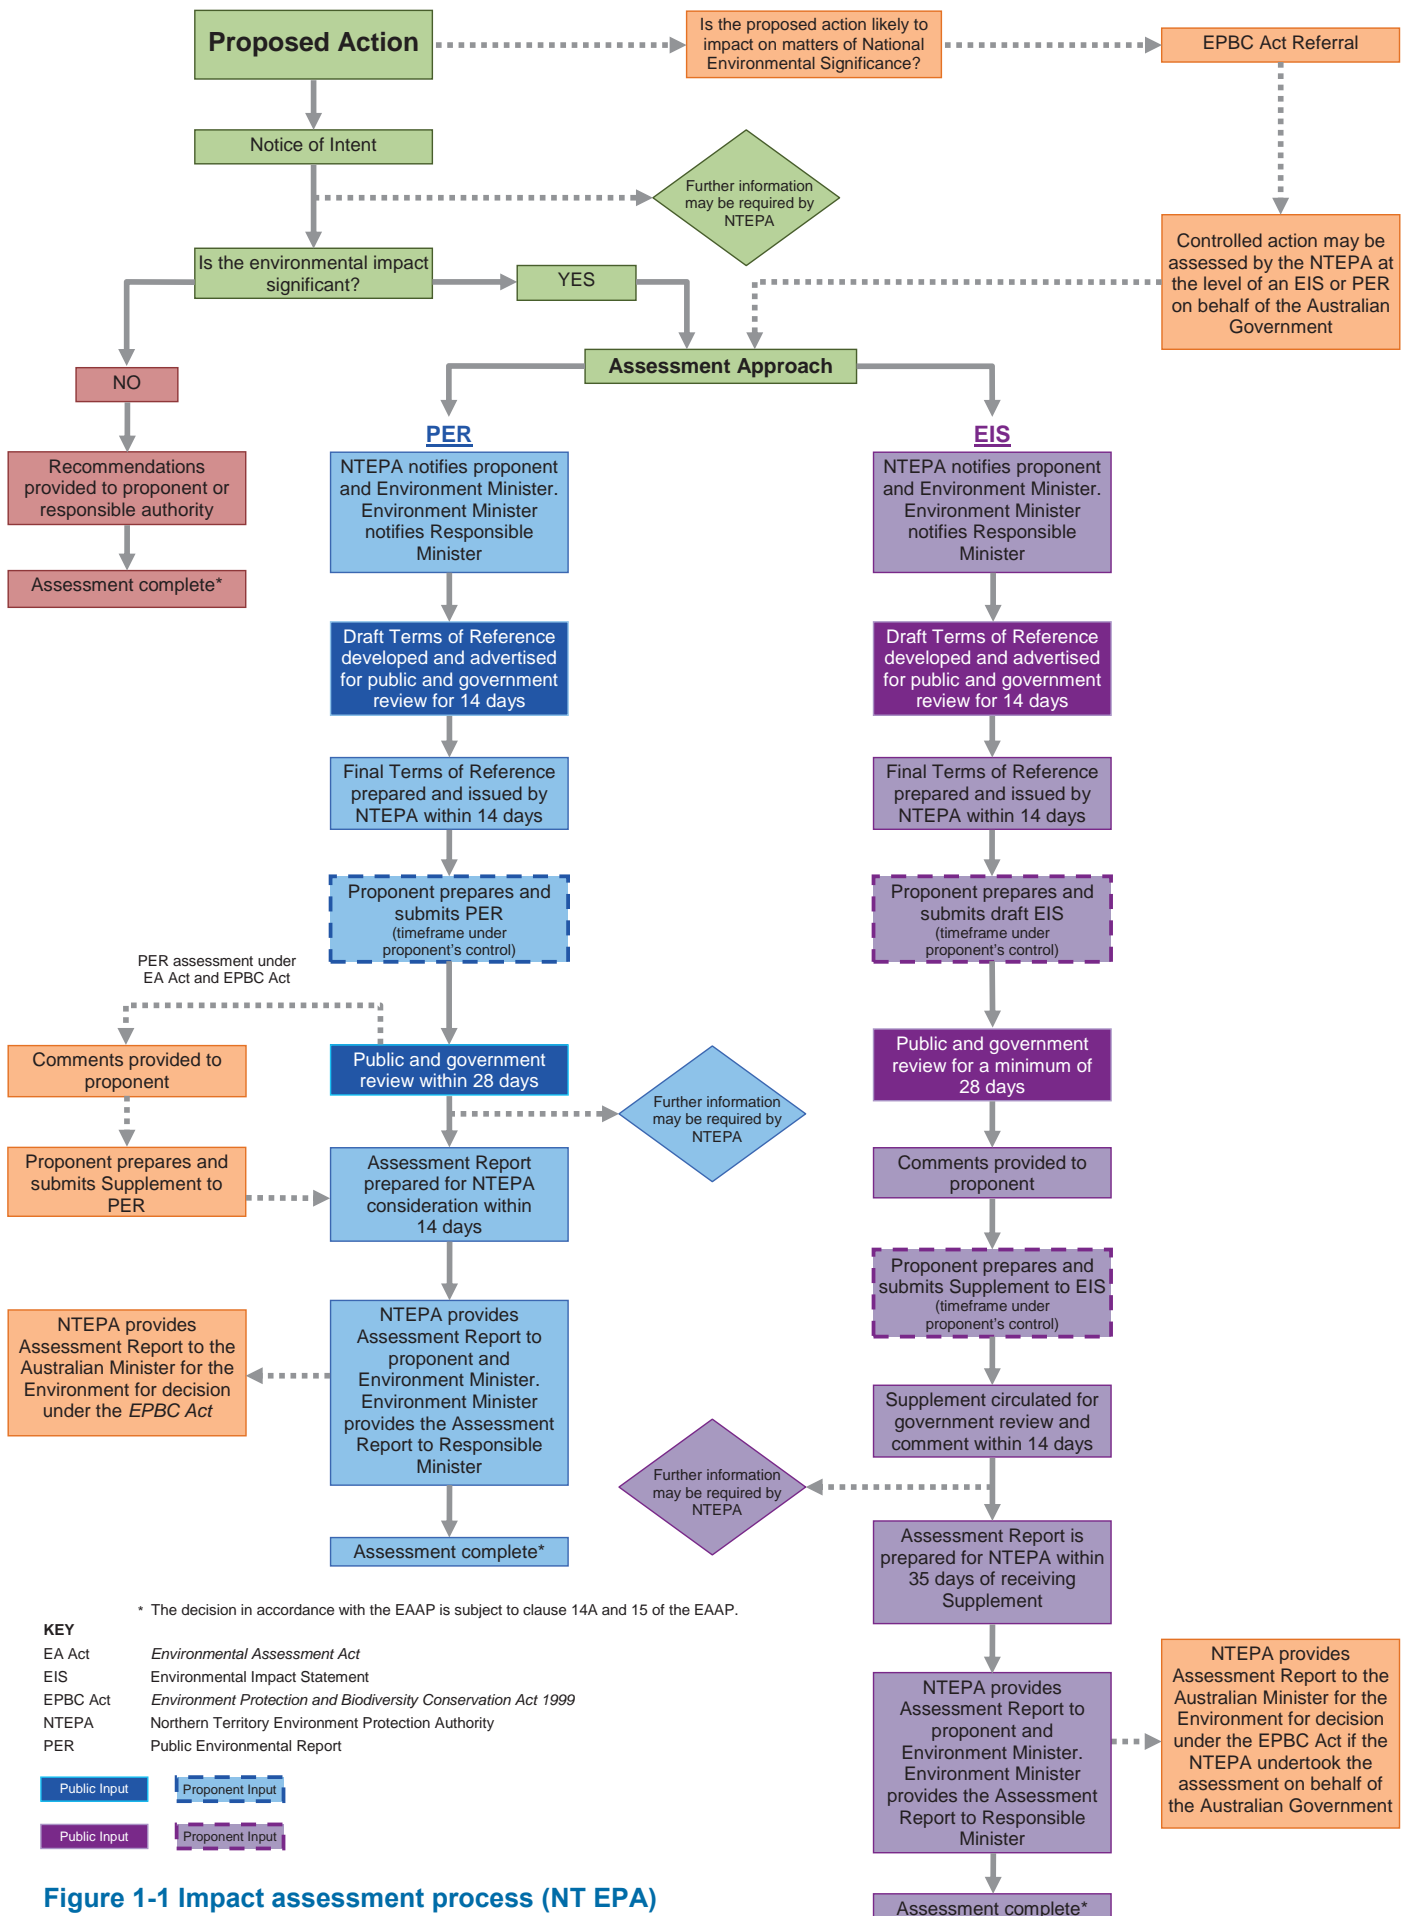 Proposed Action
Is the proposed action likely to
impact on matters of National
Environmental Significance?
EPBC Act Referral
Notice of Intent
Further information
may be required by
NTEPA
Controlled action may be
assessed by the NTEPA at
the level of an EIS or PER
on behalf of the Australian
Government
Is the environmental impact
significant?
YES
Assessment Approach
NO
Recommendations
provided to proponent or
responsible authority
Assessment complete*
PER
NTEPA notifies proponent
and Environment Minister.
Environment Minister
notifies Responsible
Minister
Draft Terms of Reference
developed and advertised
for public and government
review for 14 days
Final Terms of Reference
prepared and issued by
NTEPA within 14 days
Proponent prepares and
submits PER
(timeframe under
proponent's control)
PER assessment under
EA Act and EPBC Act
Comments provided to
proponent
Public and government
review within 28 days
Further information
may be required by
NTEPA
Proponent prepares and
submits Supplement to
PER
Assessment Report
prepared for NTEPA
consideration within
14 days
NTEPA provides
Assessment Report to the
Australian Minister for the
Environment for decision
under the EPBC Act
NTEPA provides
Assessment Report to
proponent and
Environment Minister.
Environment Minister
provides the Assessment
Report to Responsible
Minister
Assessment complete*
EIS
NTEPA notifies proponent
and Environment Minister.
Environment Minister
notifies Responsible
Minister
Draft Terms of Reference
developed and advertised
for public and government
review for 14 days
Final Terms of Reference
prepared and issued by
NTEPA within 14 days
Proponent prepares and
submits draft EIS
(timeframe under
proponent's control)
Public and government
review for a minimum of
28 days
Comments provided to
proponent
Proponent prepares and
submits Supplement to EIS
(timeframe under
proponent's control)
Supplement circulated for
government review and
comment within 14 days
Further information
may be required by
NTEPA
Assessment Report is
prepared for NTEPA within
35 days of receiving
Supplement
NTEPA provides
Assessment Report to
proponent and
Environment Minister.
Environment Minister
provides the Assessment
Report to Responsible
Minister
NTEPA provides
Assessment Report to the
Australian Minister for the
Environment for decision
under the EPBC Act if the
NTEPA undertook the
assessment on behalf of
the Australian Government
Assessment complete*
* The decision in accordance with the EAAP is subject to clause 14A and 15 of the EAAP.
KEY
EA Act Environmental Assessment Act
EIS Environmental Impact Statement
EPBC Act Environment Protection and Biodiversity Conservation Act 1999
NTEPA Northern Territory Environment Protection Authority
PER Public Environmental Report
Public Input Proponent Input
Public Input Proponent Input
Figure 1-1 Impact assessment process (NT EPA)